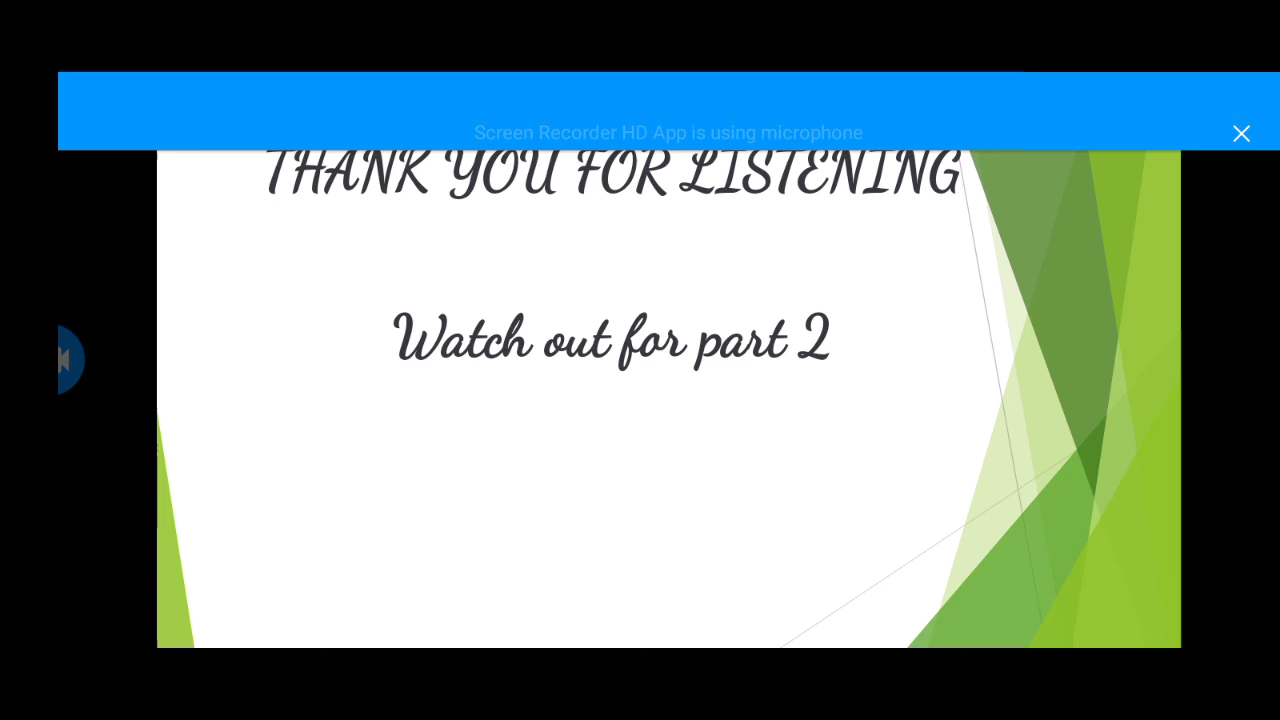 Screen Recorder HD App is using microphone
THANK YOU FOR LISTENING
Watch out for part 2